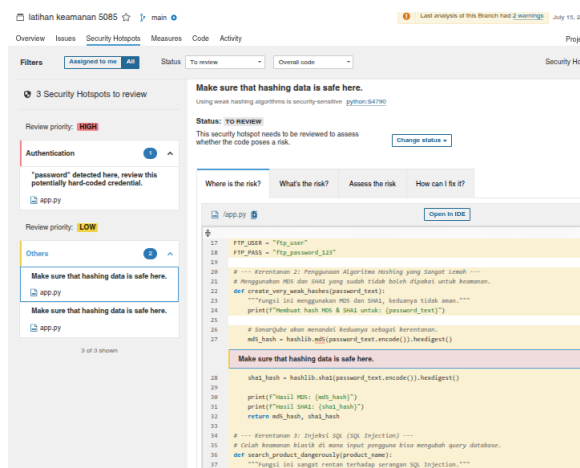 latihan keamanan 5085 main
Last analysis of this Branch had 2 warnings July 15, 2
Overview Issues Security Hotspots Measures Code Activity
Proje
Filters Assigned to me All Status To review Overall code Security Ho
3 Security Hotspots to review
Review priority: HIGH
Authentication 1
"password" detected here, review this
potentially hard-coded credential.
app.py
Review priority: LOW
Others 2
Make sure that hashing data is safe here.
app.py
Make sure that hashing data is safe here.
app.py
3 of 3 shown
Make sure that hashing data is safe here.
Using weak hashing algorithms is security-sensitive python:S4790
Status: TO REVIEW
This security hotspot needs to be reviewed to assess
whether the code poses a risk.
Change status
Where is the risk? What's the risk? Assess the risk How can I fix it?
/app.py Open in IDE
17 FTP_USER = "ftp_user"
18 FTP_PASS = "ftp_password_123"
19
20 # --- Kerentanan 2: Penggunaan Algoritma Hashing yang Sangat Lemah ---
21 # Menggunakan MD5 dan SHA1 yang sudah tidak boleh dipakai untuk keamanan.
22 def create_very_weak_hashes(password_text):
23 """Fungsi ini menggunakan MD5 dan SHA1, keduanya tidak aman."""
24 print(f"Membuat hash MD5 & SHA1 untuk: {password_text}")
25
26 # SonarQube akan menandai keduanya sebagai kerentanan.
27 md5_hash = hashlib.md5(password_text.encode()).hexdigest()
Make sure that hashing data is safe here.
28 sha1_hash = hashlib.sha1(password_text.encode()).hexdigest()
29
30 print(f"Hasil MD5: {md5_hash}")
31 print(f"Hasil SHA1: {sha1_hash}")
32 return md5_hash, sha1_hash
33
34 # --- Kerentanan 3: Injeksi SQL (SQL Injection) ---
35 # Celah keamanan klasik di mana input pengguna bisa mengubah query database.
36 def search_product_dangerously(product_name):
37 """Fungsi ini sangat rentan terhadap serangan SQL Injection."""